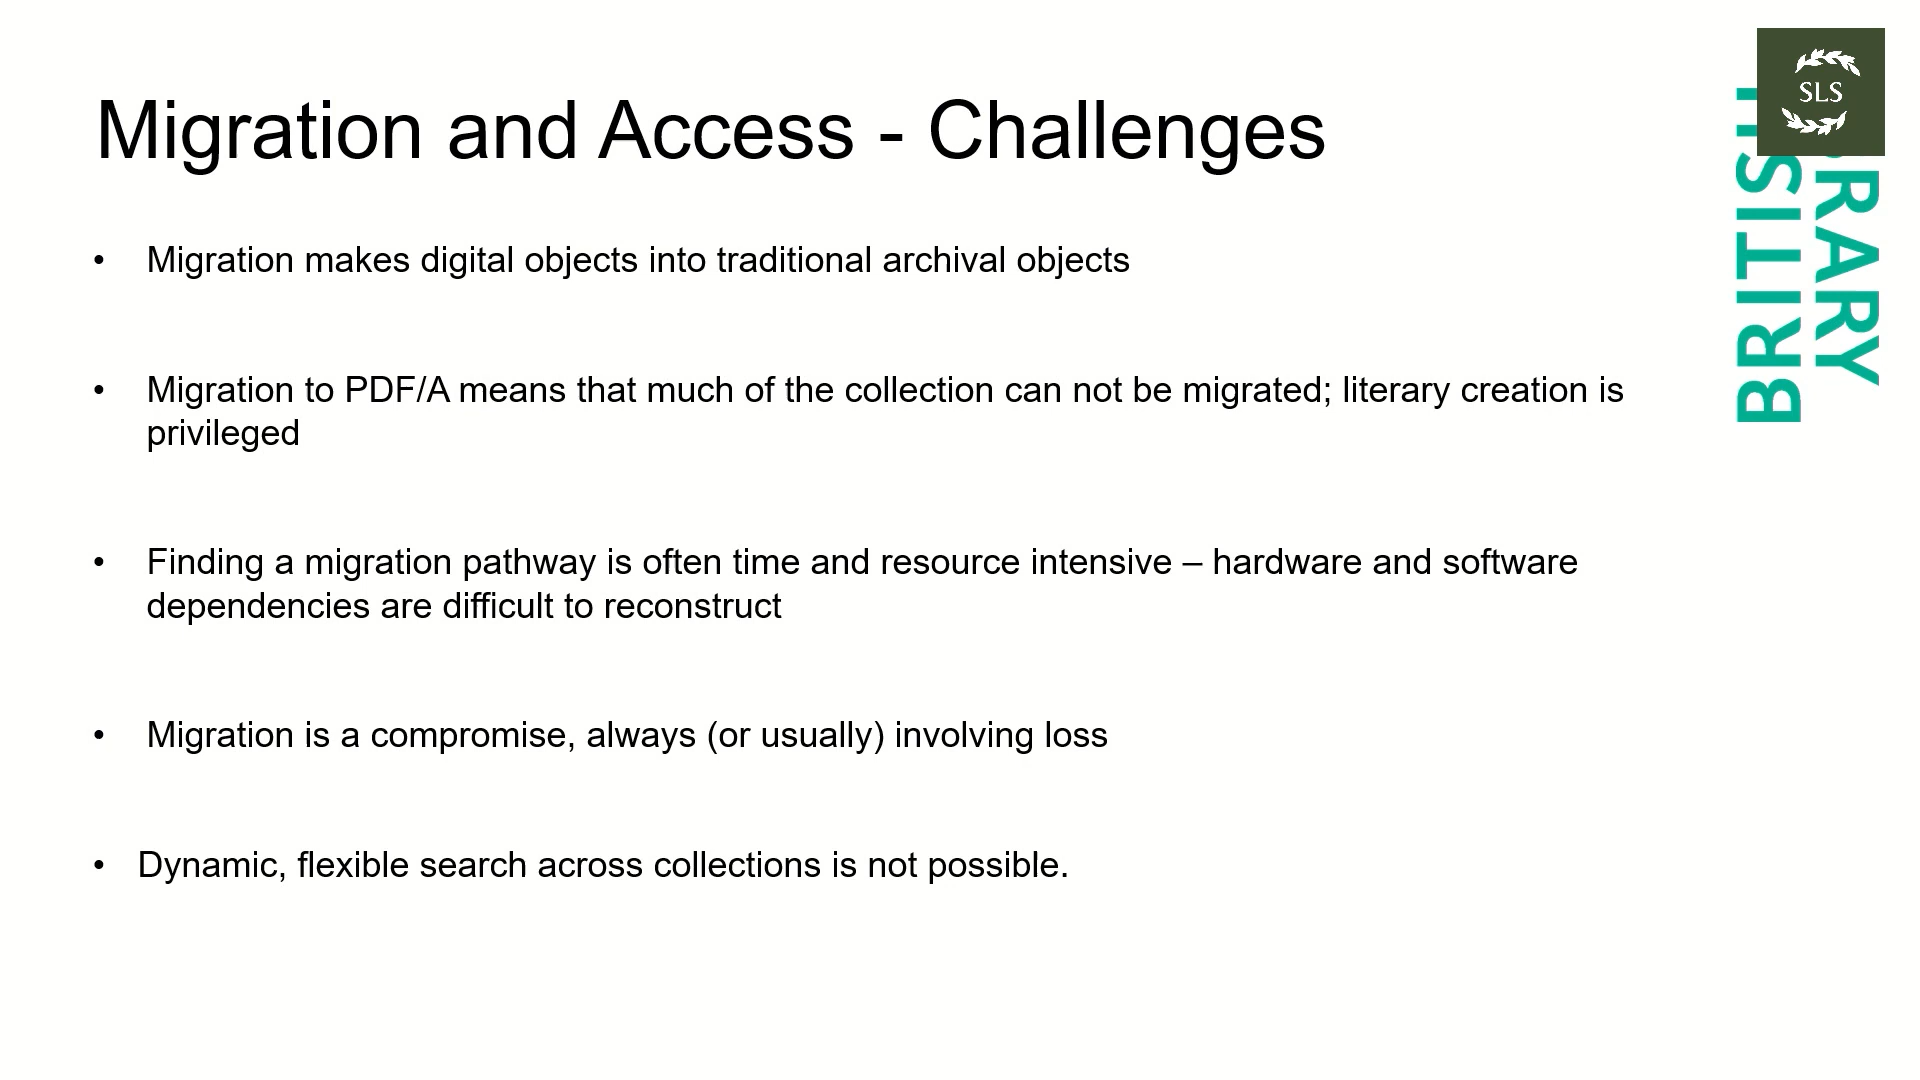 SLS
Migration and Access - Challenges
• Migration makes digital objects into traditional archival objects
• Migration to PDF/A means that much of the collection can not be migrated; literary creation is
privileged
• Finding a migration pathway is often time and resource intensive – hardware and software
dependencies are difficult to reconstruct
• Migration is a compromise, always (or usually) involving loss
• Dynamic, flexible search across collections is not possible.
BRITISH
RARY